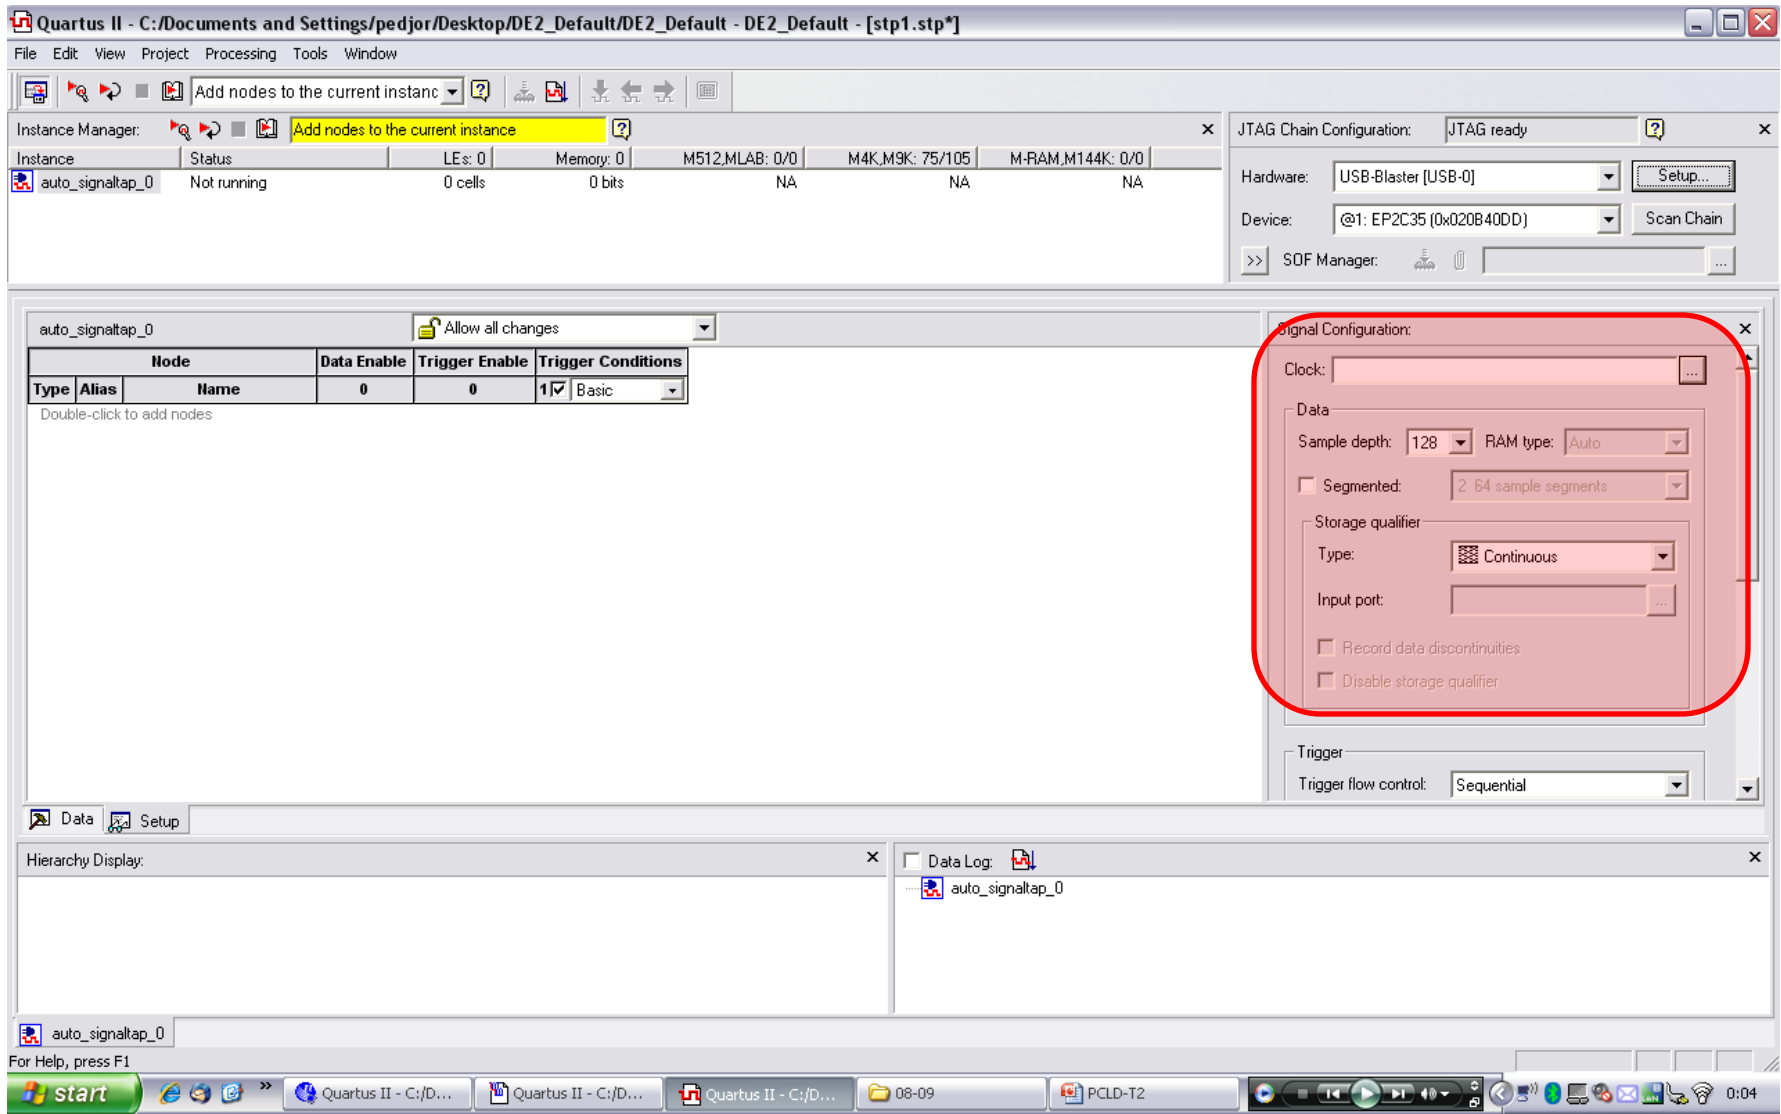 Quartus II - C:/Documents and Settings/pedjor/Desktop/DE2_Default/DE2_Default - DE2_Default - [stp1.stp*]
File Edit View Project Processing Tools Window
Add nodes to the current instanc
Instance Manager: Add nodes to the current instance
JTAG Chain Configuration: JTAG ready
Instance Status LEs: 0 Memory: 0 M512,MLAB: 0/0 M4K,M9K: 75/105 M-RAM,M144K: 0/0
auto_signaltap_0 Not running 0 cells 0 bits NA NA NA
Hardware: USB-Blaster [USB-0] Setup...
Device: @1: EP2C35 (0x020B40DD) Scan Chain
>> SOF Manager: ...
auto_signaltap_0 Allow all changes
Node Data Enable Trigger Enable Trigger Conditions
Type Alias Name 0 0 1 Basic
Double-click to add nodes
Signal Configuration:
Clock: ...
Data
Sample depth: 128 RAM type: Auto
Segmented: 2 64 sample segments
Storage qualifier
Type: Continuous
Input port: ...
Record data discontinuities
Disable storage qualifier
Trigger
Trigger flow control: Sequential
Data Setup
Hierarchy Display:
Data Log:
auto_signaltap_0
auto_signaltap_0
For Help, press F1
start Quartus II - C:/D... Quartus II - C:/D... Quartus II - C:/D... 08-09 PCLD-T2 0:04